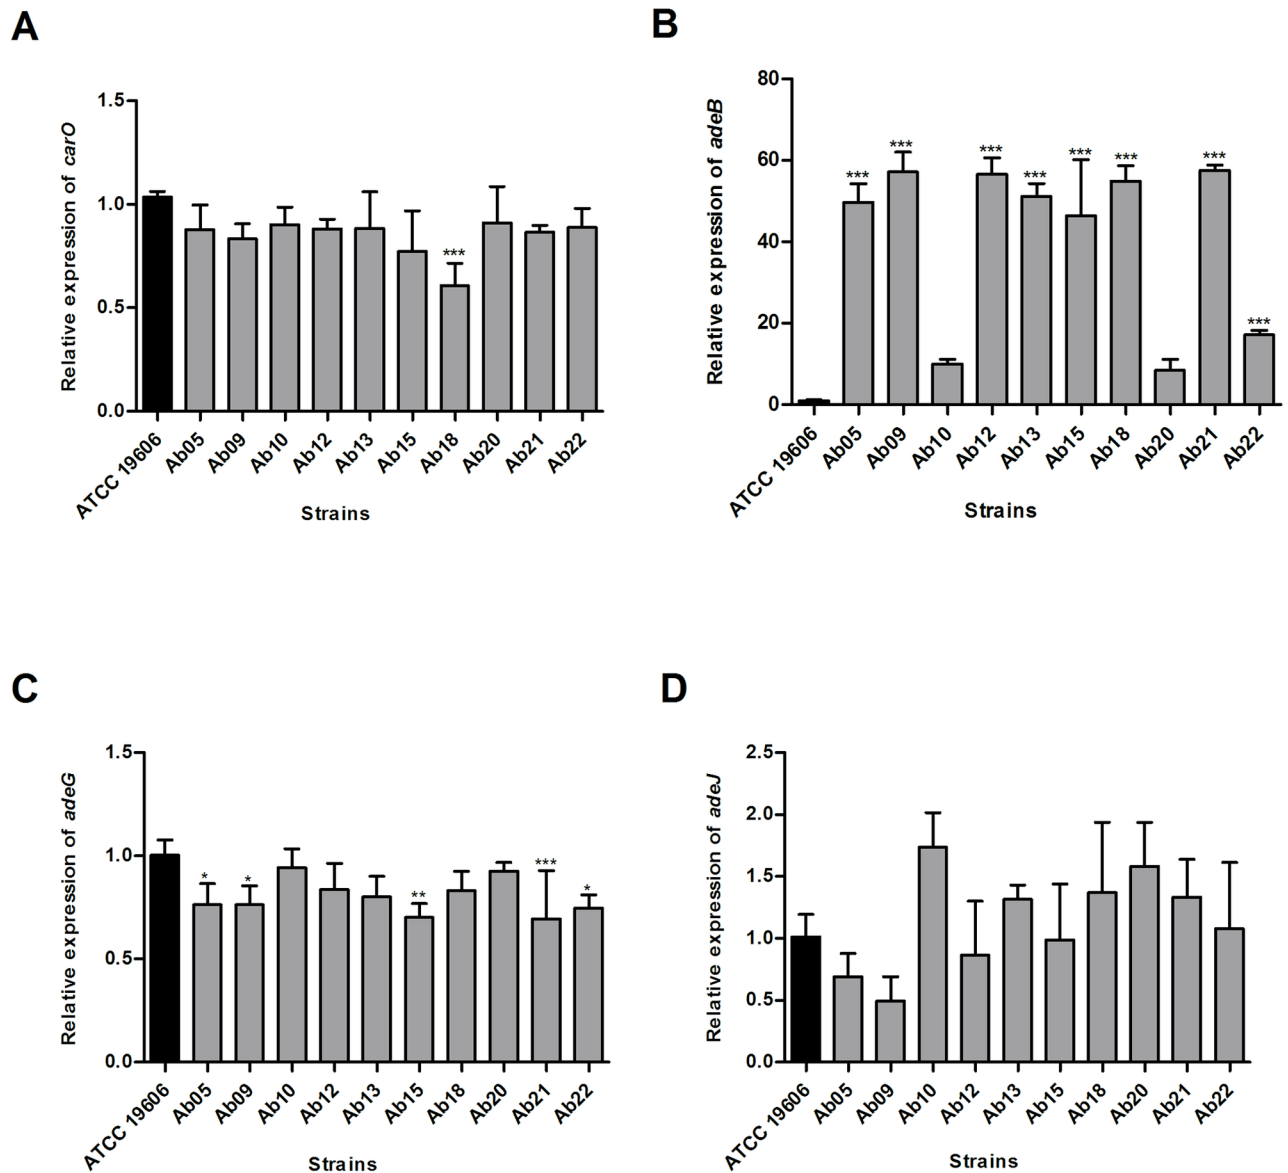 A
Relative expression of carO
1.5
1.0
0.5
0.0
***
ATCC 19606
Ab05
Ab09
Ab10
Ab12
Ab13
Ab15
Ab18
Ab20
Ab21
Ab22
Strains
B
Relative expression of adeB
80
60
40
20
0
***
***
***
***
***
***
***
***
ATCC 19606
Ab05
Ab09
Ab10
Ab12
Ab13
Ab15
Ab18
Ab20
Ab21
Ab22
Strains
C
Relative expression of adeG
1.5
1.0
0.5
0.0
*
*
**
***
*
ATCC 19606
Ab05
Ab09
Ab10
Ab12
Ab13
Ab15
Ab18
Ab20
Ab21
Ab22
Strains
D
Relative expression of adeJ
2.5
2.0
1.5
1.0
0.5
0.0
ATCC 19606
Ab05
Ab09
Ab10
Ab12
Ab13
Ab15
Ab18
Ab20
Ab21
Ab22
Strains